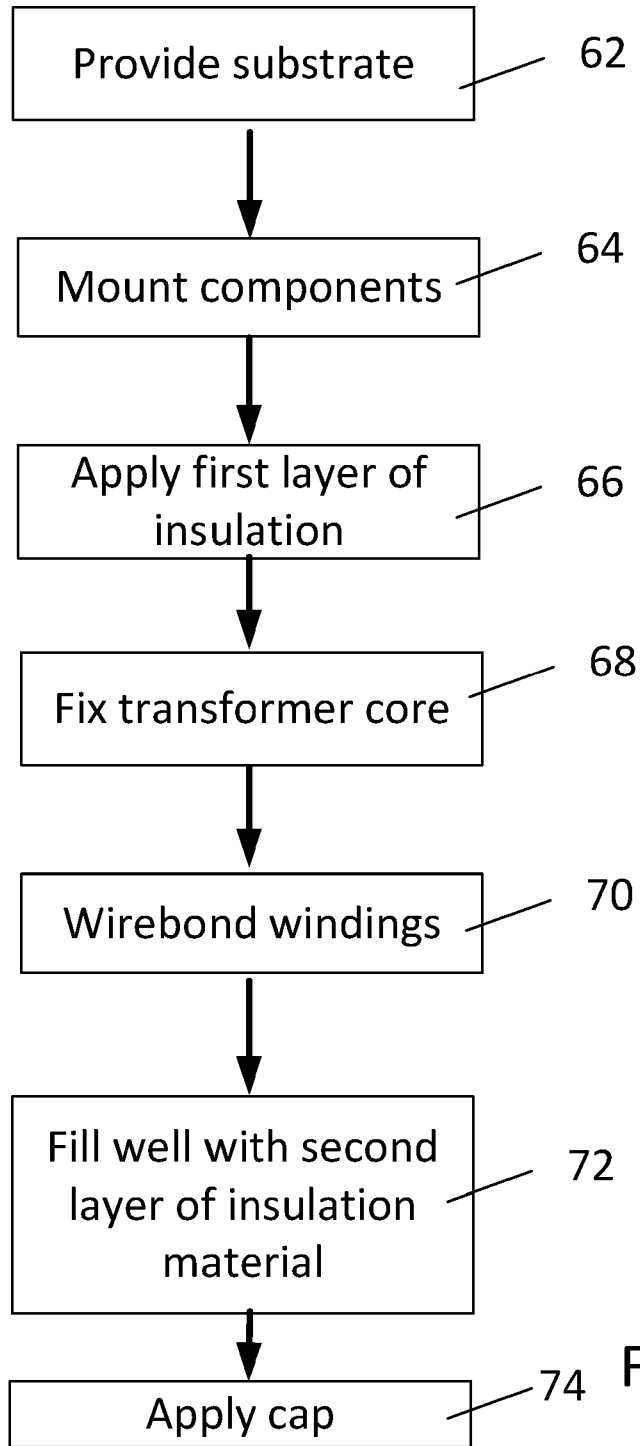 Provide substrate
62
Mount components
64
Apply first layer of
insulation
66
Fix transformer core
68
Wirebond windings
70
Fill well with second
layer of insulation
material
72
Apply cap
74
F